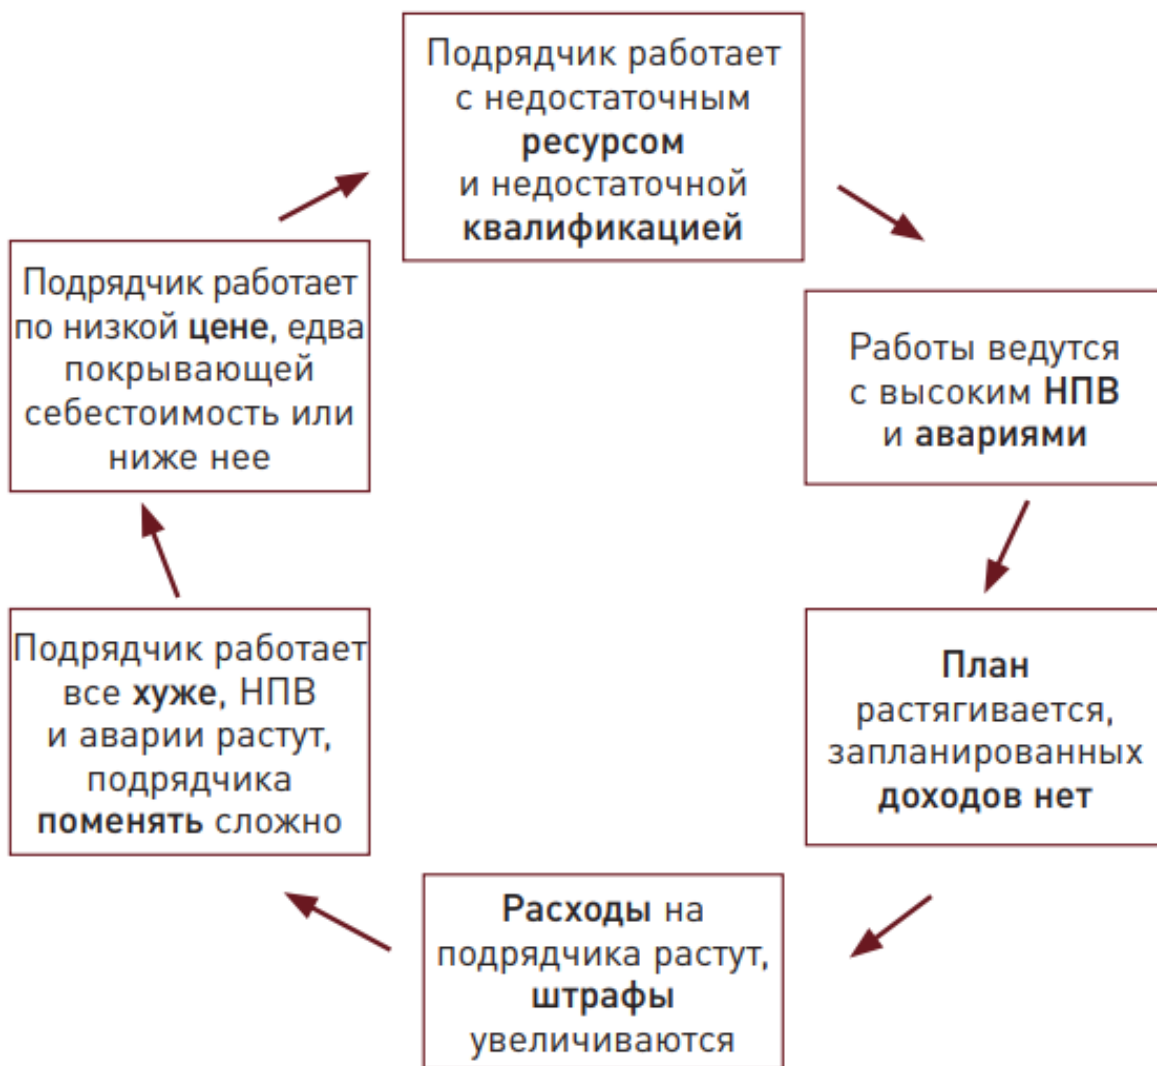 Подрядчик работает
с недостаточным
ресурсом
и недостаточной
квалификацией
Работы ведутся
с высоким НПВ
и авариями
План
растягивается,
запланированных
доходов нет
Расходы на
подрядчика растут,
штрафы
увеличиваются
Подрядчик работает
все хуже, НПВ
и аварии растут,
подрядчика
поменять сложно
Подрядчик работает
по низкой цене, едва
покрывающей
себестоимость или
ниже нее